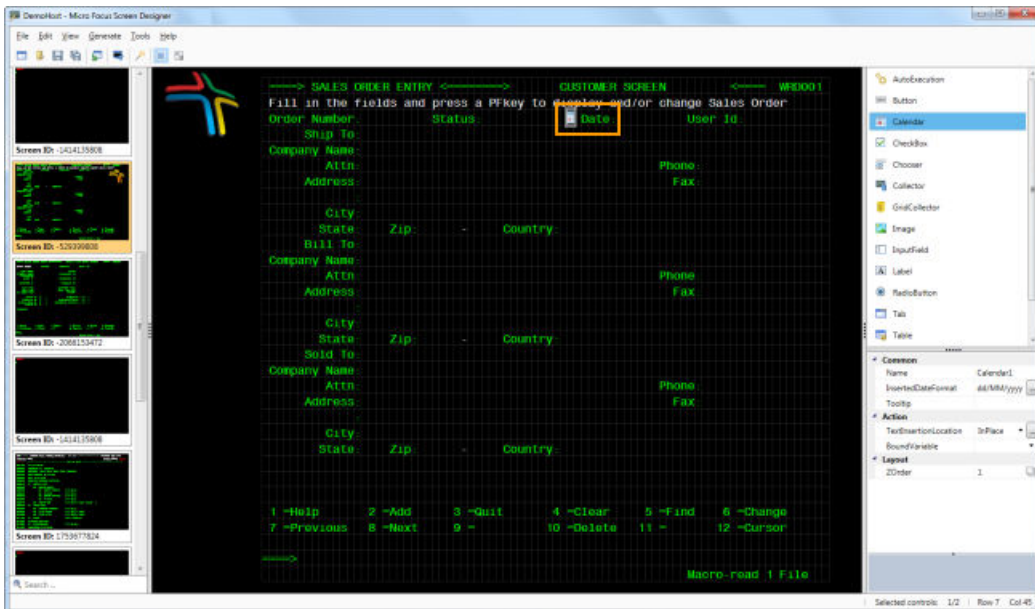 DemoHost - Micro Focus Screen Designer
File Edit View Generate Tools Help
Screen ID: -1414135808
Screen ID: -529399808
Screen ID: -2066153472
Screen ID: -1414135808
Screen ID: 1753677824
Search ...
----> SALES ORDER ENTRY <---------> CUSTOMER SCREEN <---- WRD001
Fill in the fields and press a PFkey to display and/or change Sales Order
Order Number: Status: Date: User Id:
Ship To:
Company Name:
Attn: Phone:
Address: Fax:
City:
State: Zip: - Country:
Bill To:
Company Name:
Attn: Phone:
Address: Fax:
City:
State: Zip: - Country:
Sold To:
Company Name:
Attn: Phone:
Address: Fax:
City:
State: Zip: - Country:
1 =Help 2 =Add 3 =Quit 4 =Clear 5 =Find 6 =Change
7 =Previous 8 =Next 9 = 10 =Delete 11 = 12 =Cursor
====>
Macro-read 1 File
AutoExecution
Button
Calendar
CheckBox
Chooser
Collector
GridCollector
Image
InputField
Label
RadioButton
Tab
Table
Common
Name Calendar1
InsertedDateFormat dd/MM/yyyy
Tooltip
Action
TextInsertionLocation InPlace
BoundVariable
Layout
ZOrder 1
Selected controls: 1/2 Row 7 Col 45